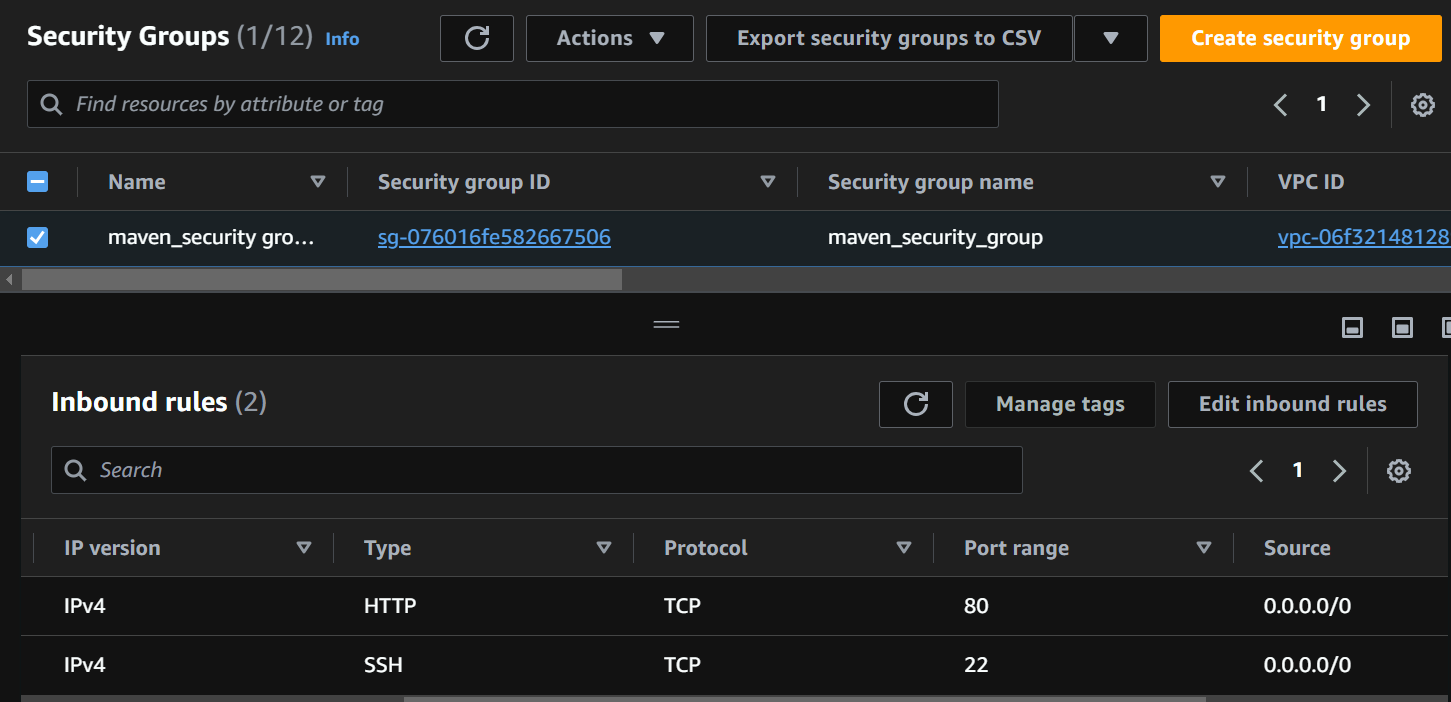 Security Groups (1/12) Info
Actions
Export security groups to CSV
Create security group
Find resources by attribute or tag
1
Name Security group ID Security group name VPC ID
maven_security gro... sg-076016fe582667506 maven_security_group vpc-06f32148128
Inbound rules (2)
Manage tags
Edit inbound rules
Search
1
IP version Type Protocol Port range Source
IPv4 HTTP TCP 80 0.0.0.0/0
IPv4 SSH TCP 22 0.0.0.0/0